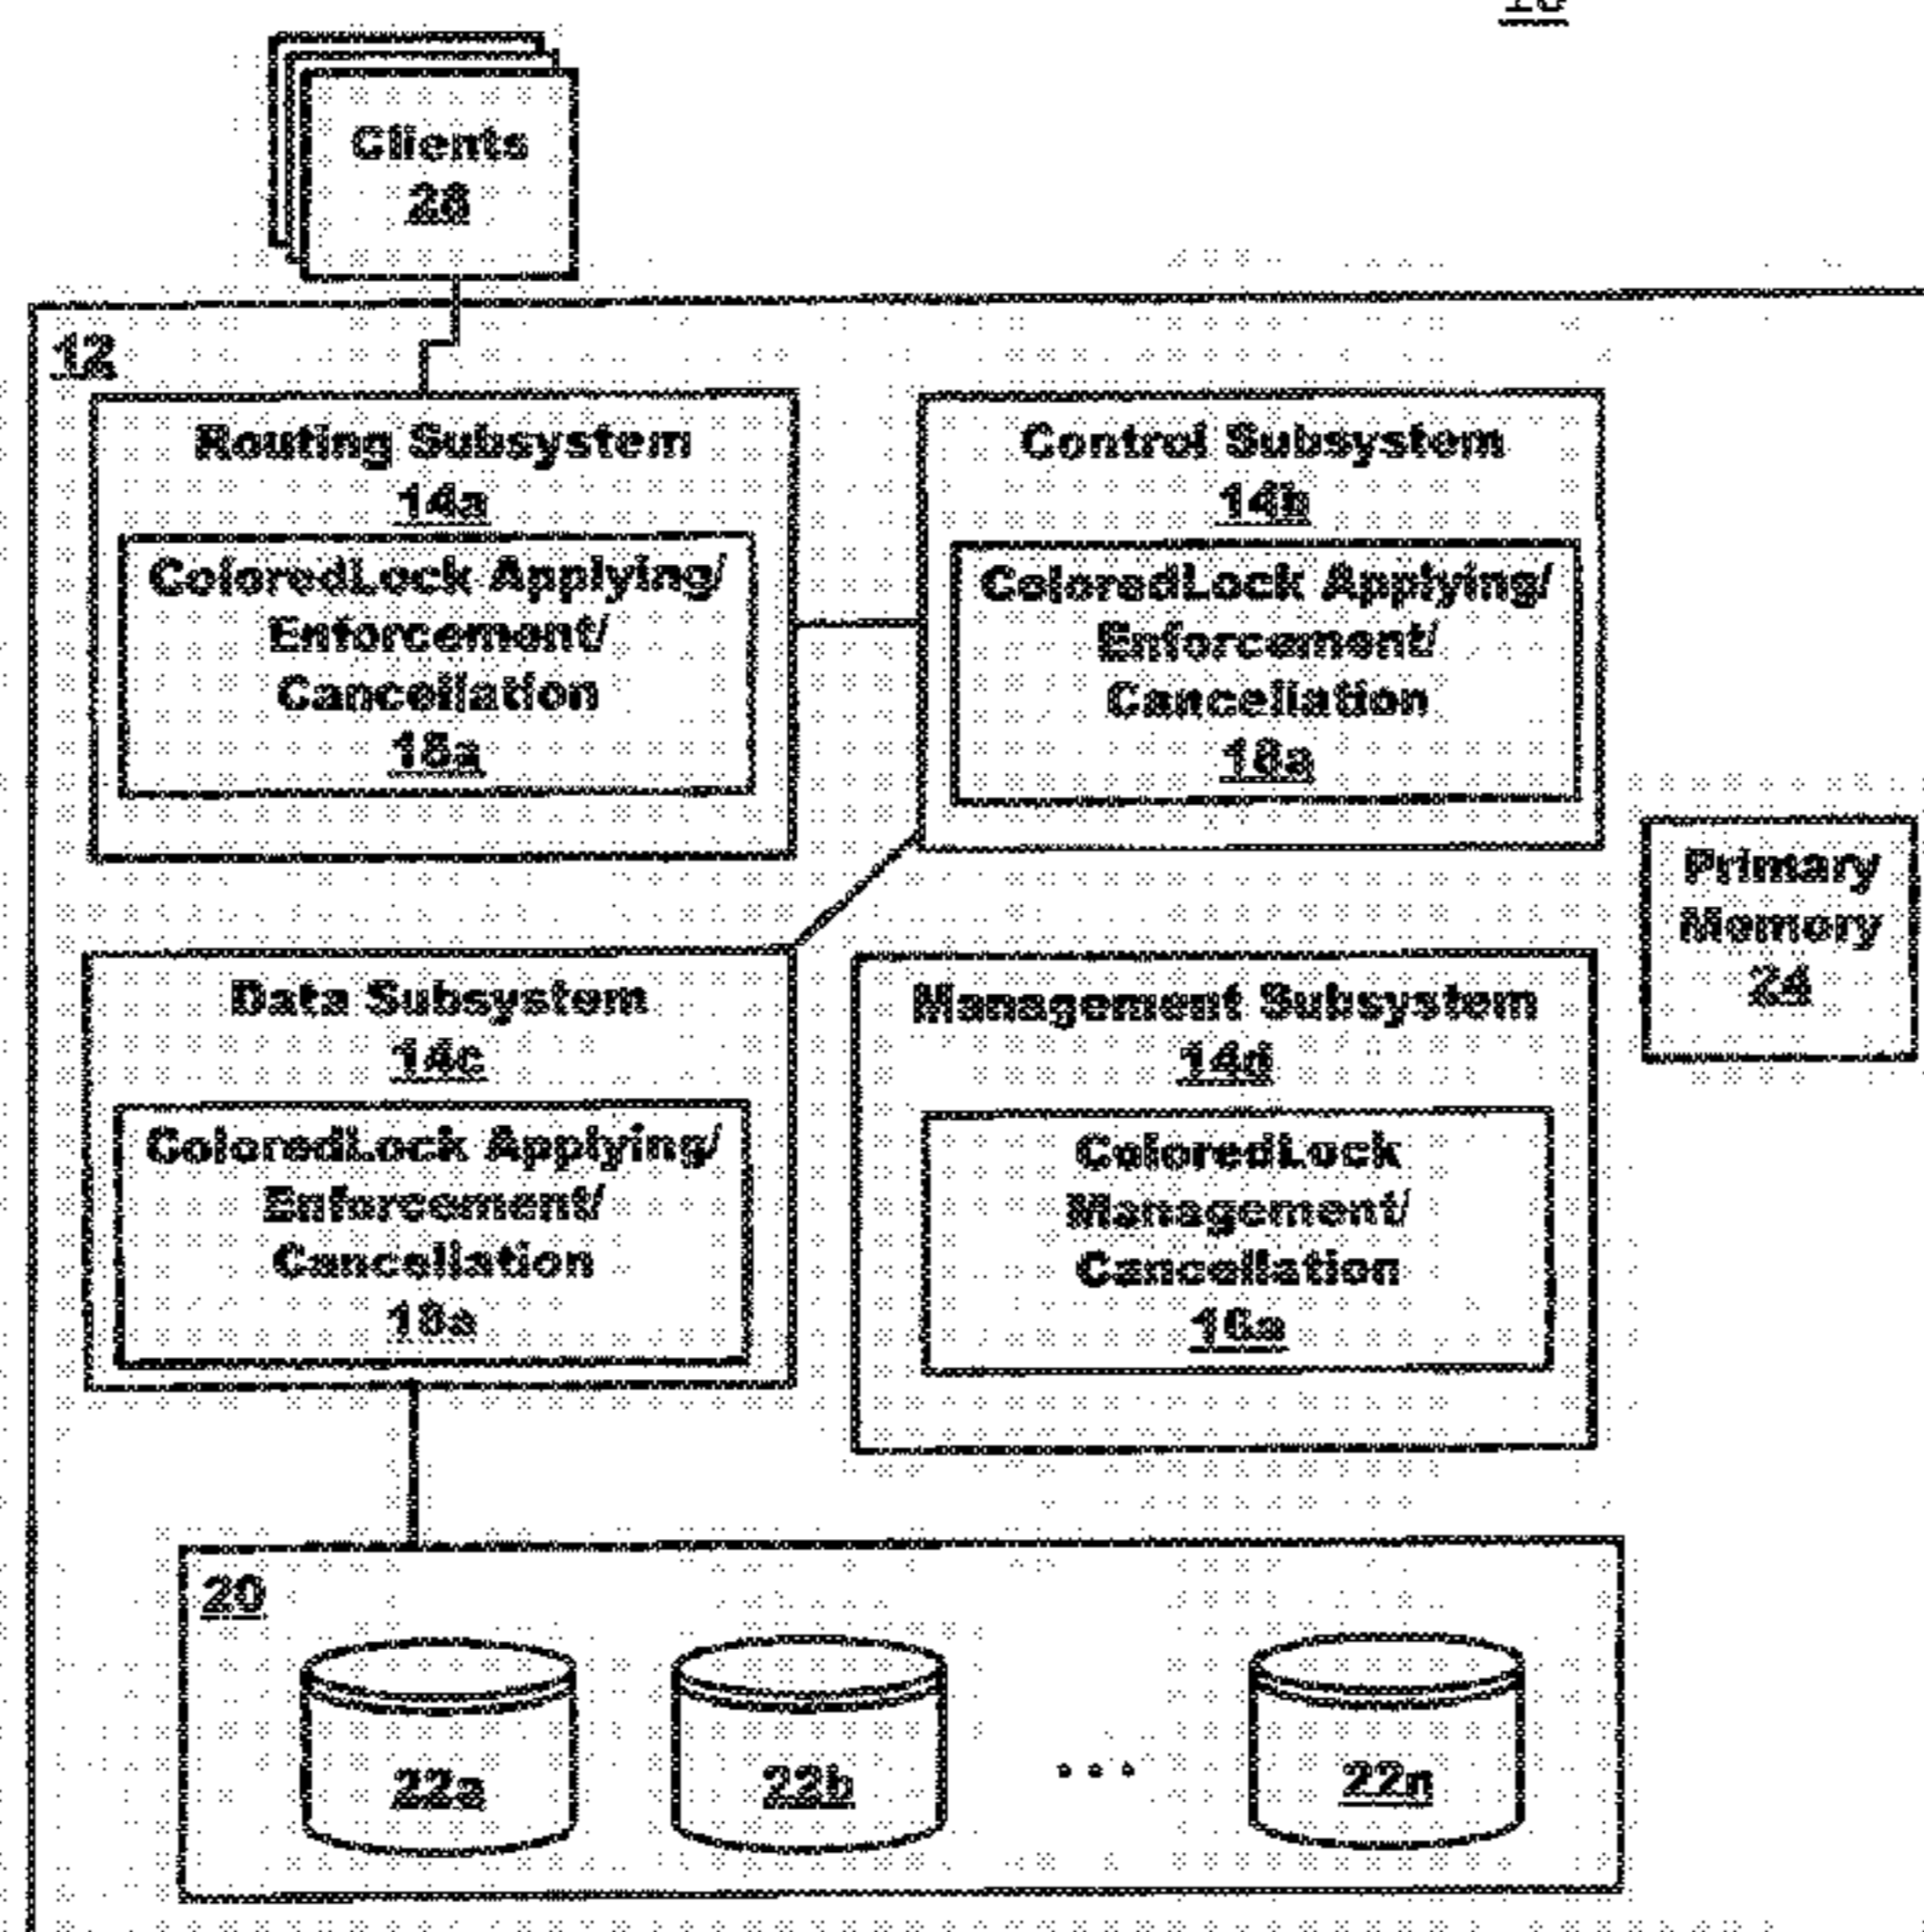 Clients
28
12
Routing Subsystem
14a
ColoredLock Applying/
Enforcement/
Cancellation
18a
Control Subsystem
14b
ColoredLock Applying/
Enforcement/
Cancellation
18a
Primary
Memory
24
Data Subsystem
14c
ColoredLock Applying/
Enforcement/
Cancellation
18a
Management Subsystem
14d
ColoredLock
Management/
Cancellation
16a
20
22a
22b
...
22n